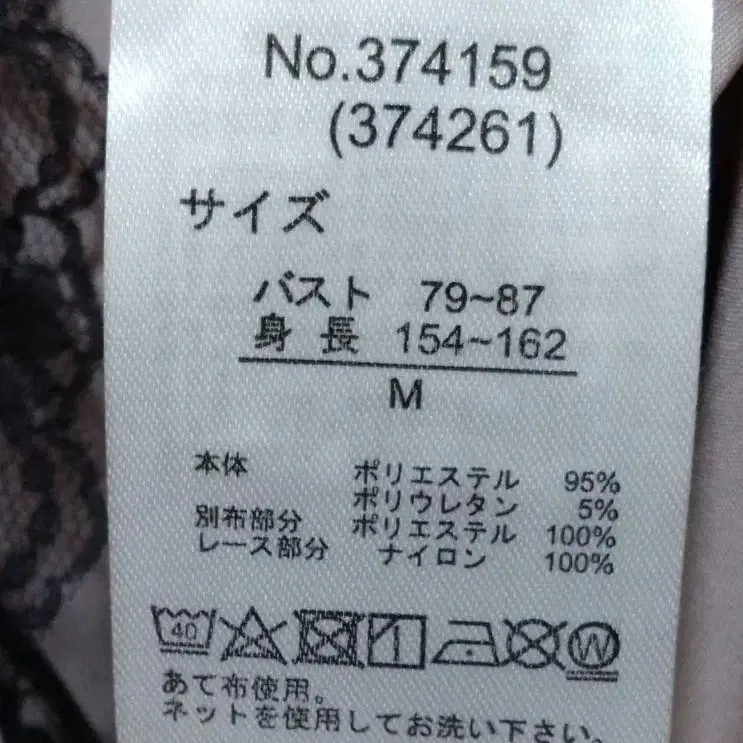 No.374159
(374261)
サイズ
バスト 79~87
身長 154~162
M
本体 ポリエステル 95%
ポリウレタン 5%
別布部分 ポリエステル 100%
レース部分 ナイロン 100%
40 W
あて布使用。
ネットを使用してお洗い下さい。